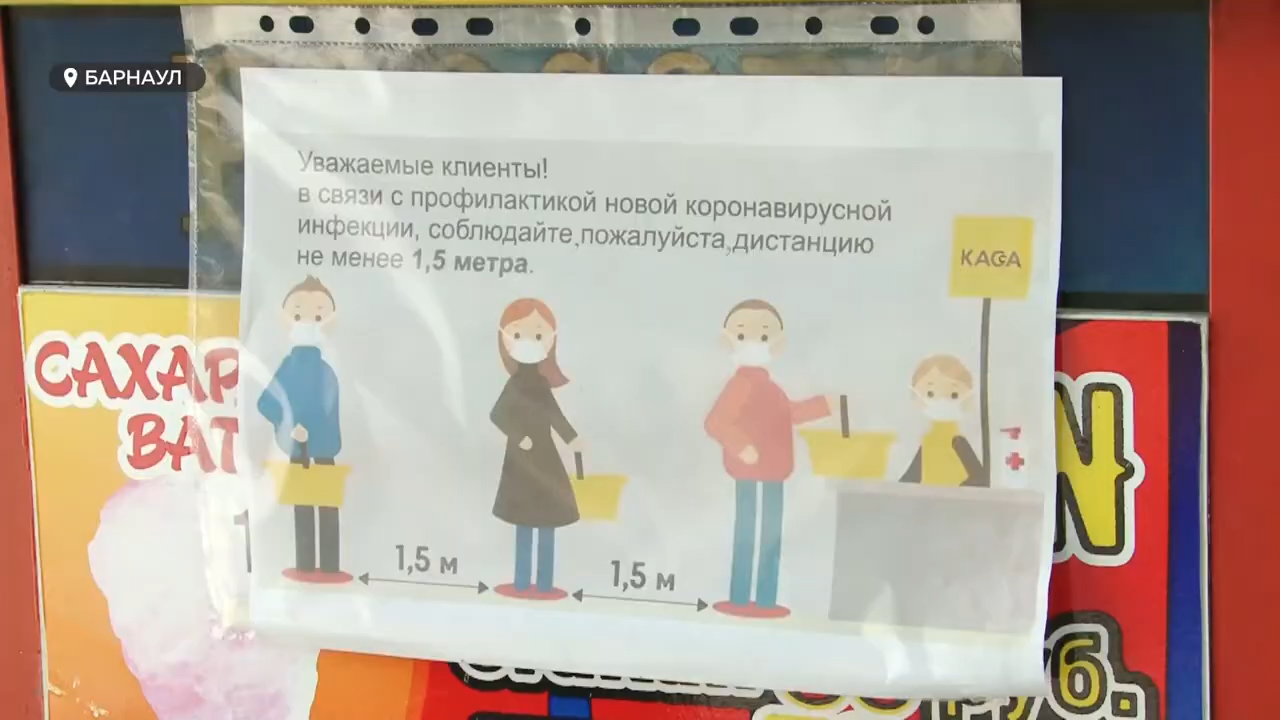 БАРНАУЛ
Уважаемые клиенты!
в связи с профилактикой новой коронавирусной
инфекции, соблюдайте,пожалуйста,дистанцию
не менее 1,5 метра.
КАССА
САХАР
ВАТ
1,5 м
1,5 м
руб.